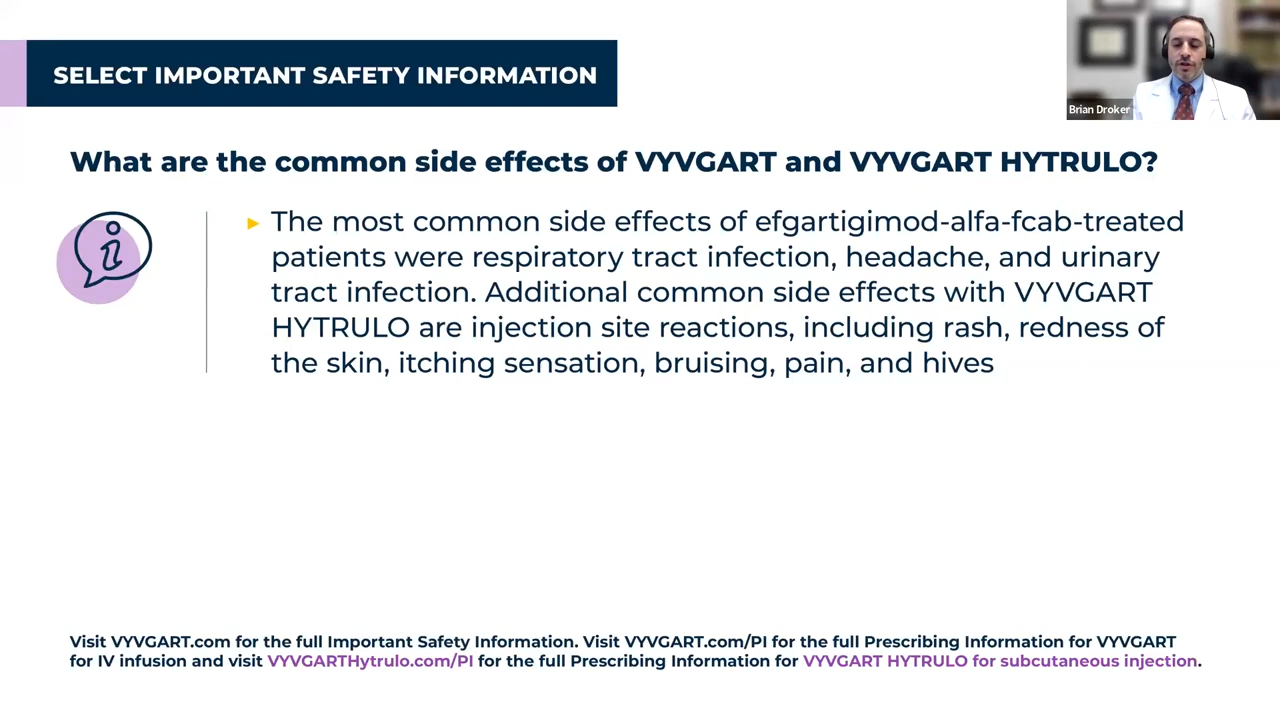 SELECT IMPORTANT SAFETY INFORMATION
Brian Droker
What are the common side effects of VYVGART and VYVGART HYTRULO?
▸ The most common side effects of efgartigimod-alfa-fcab-treated
patients were respiratory tract infection, headache, and urinary
tract infection. Additional common side effects with VYVGART
HYTRULO are injection site reactions, including rash, redness of
the skin, itching sensation, bruising, pain, and hives
Visit VYVGART.com for the full Important Safety Information. Visit VYVGART.com/PI for the full Prescribing Information for VYVGART
for IV infusion and visit VYVGARTHytrulo.com/PI for the full Prescribing Information for VYVGART HYTRULO for subcutaneous injection.